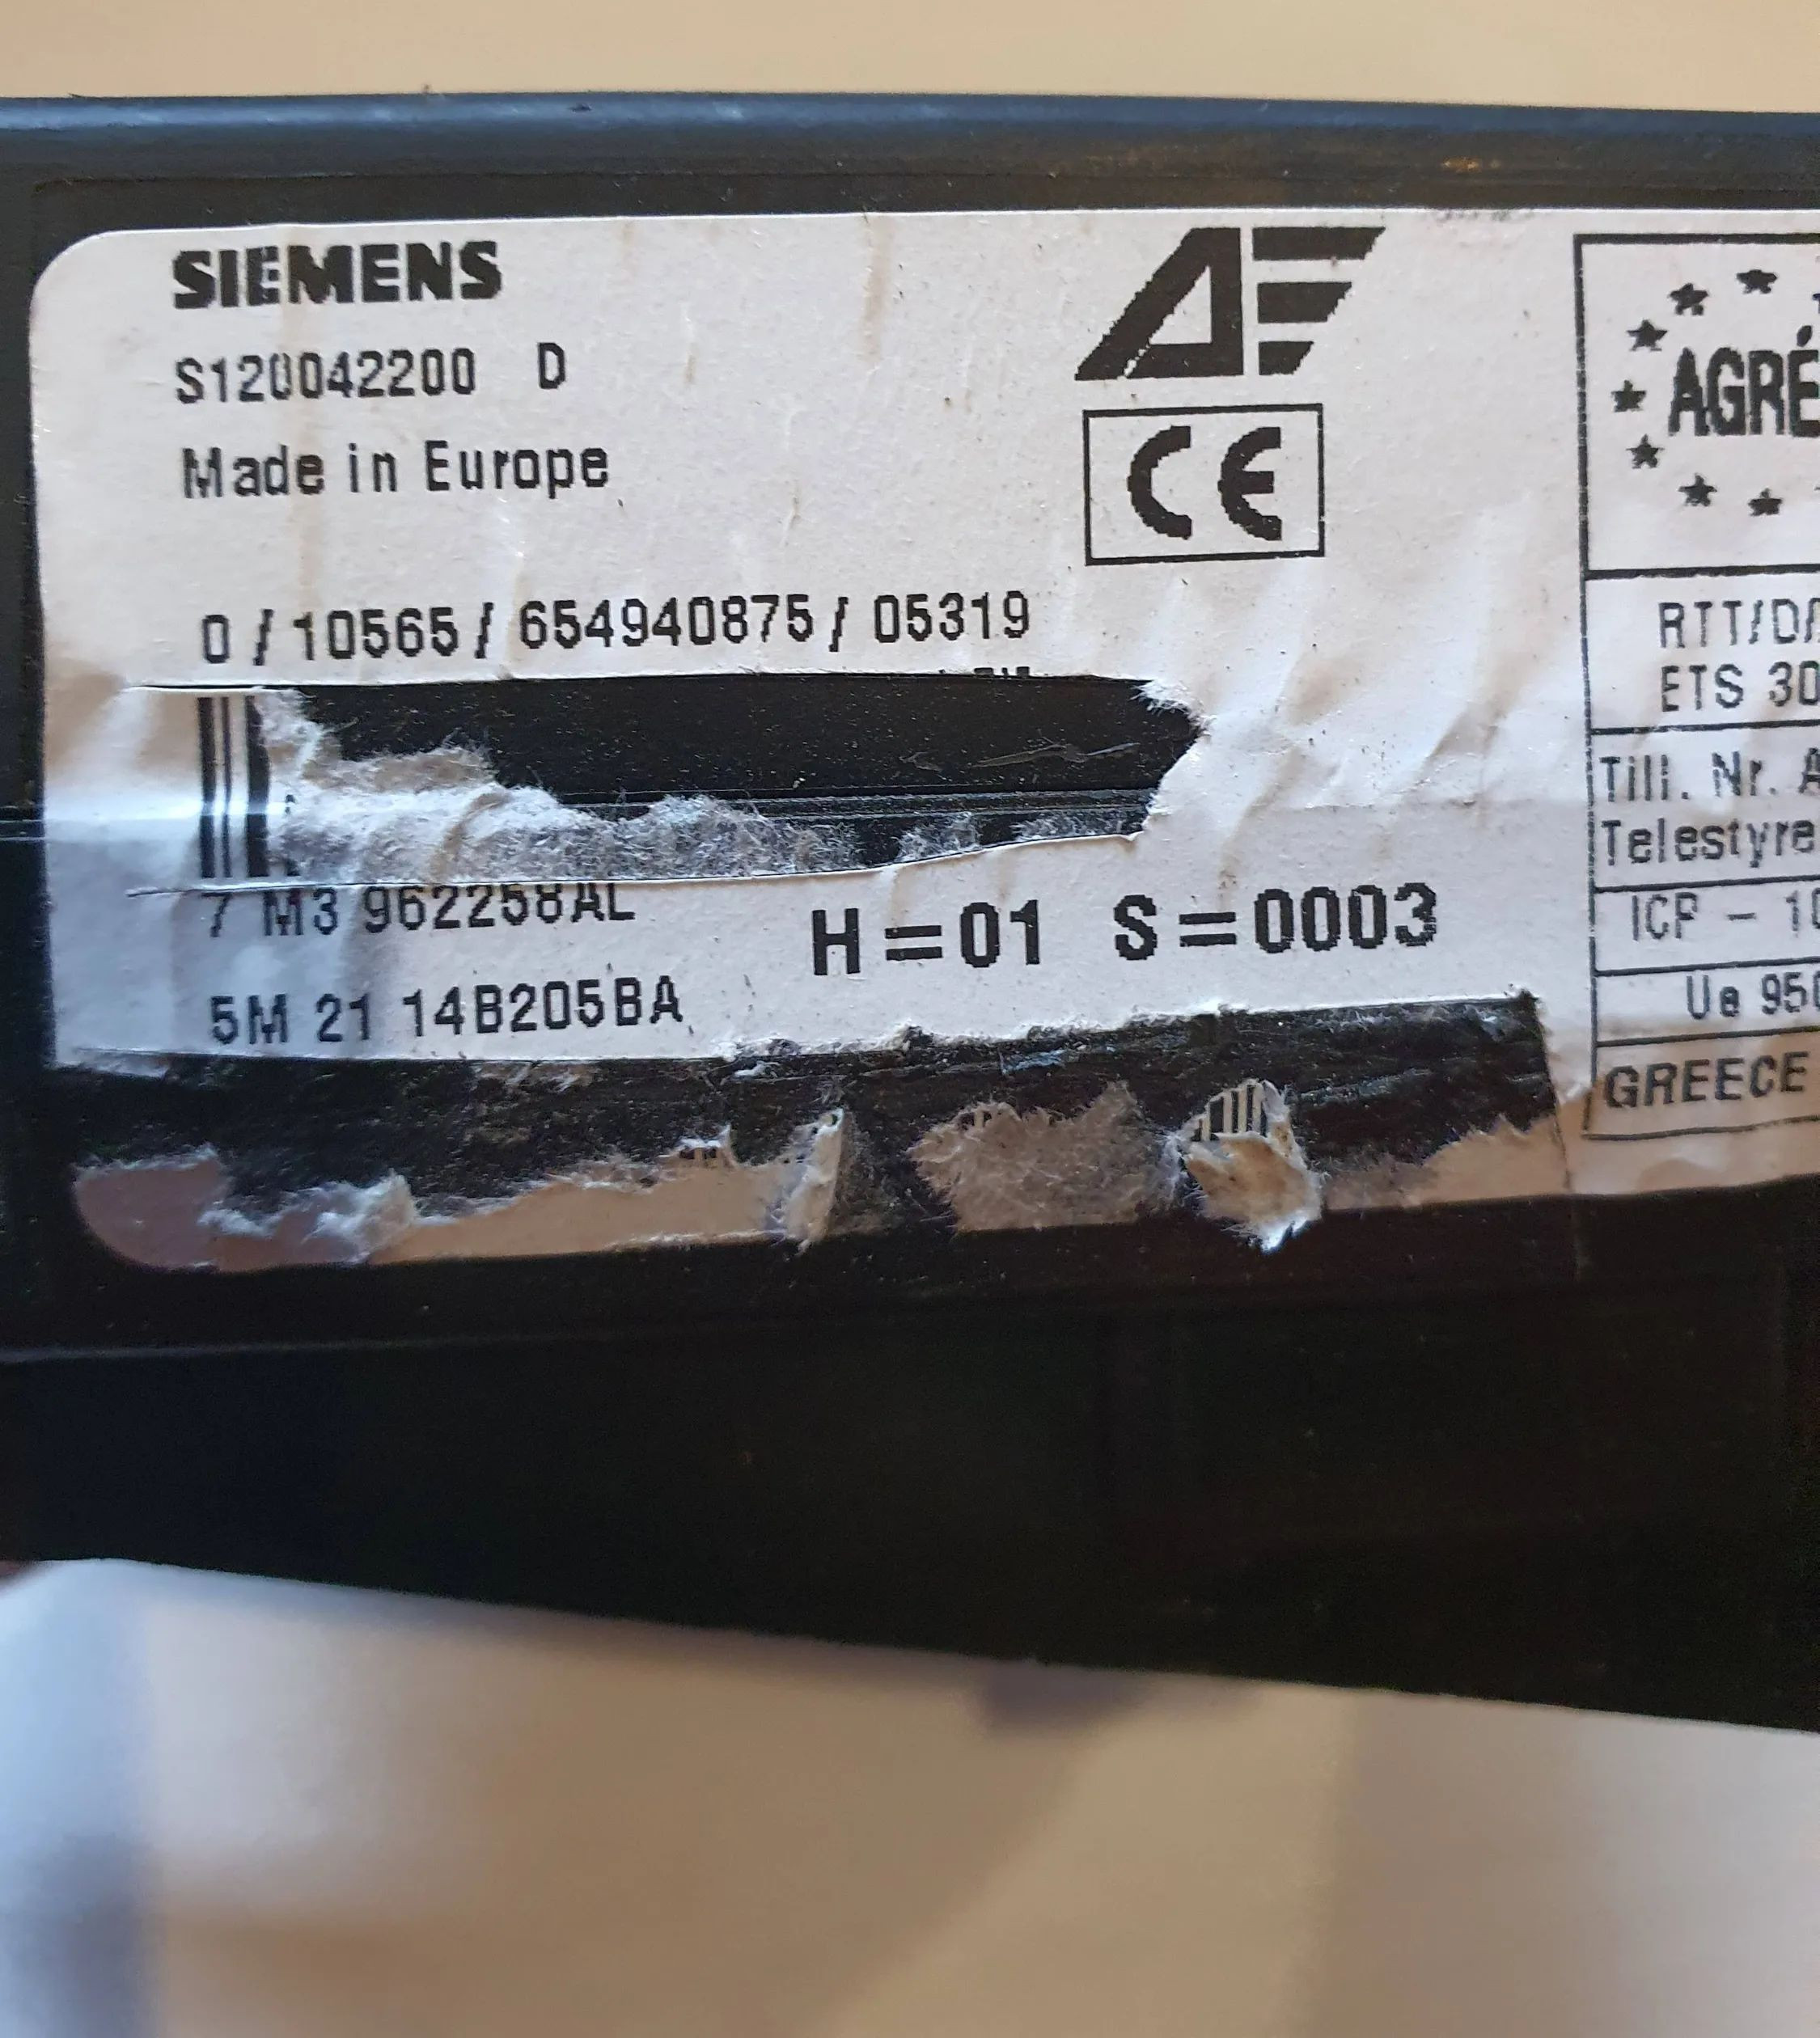 SIEMENS
S120042200 D
Made in Europe
CE
0 / 10565 / 654940875 / 05319
7 M3 962258AL
H=01 S=0003
5M 21 14B205BA
AGRÉ
RTT/D/
ETS 30
Till. Nr. A
Telestyre
ICP - 10
Ue 950
GREECE